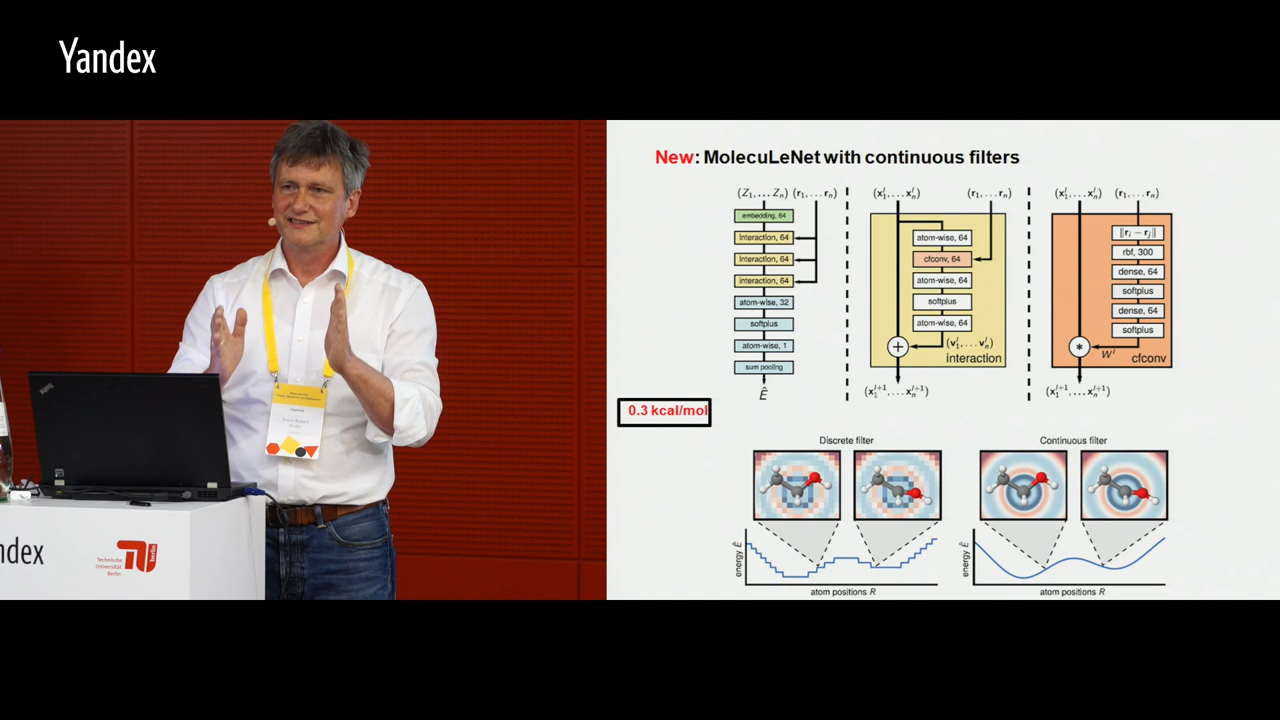 Yandex
New: MolecuLeNet with continuous filters
(Z₁,... Zₙ) (r₁,... rₙ)
embedding, 64
interaction, 64
interaction, 64
interaction, 64
atom-wise, 32
softplus
atom-wise, 1
sum pooling
Ê
0.3 kcal/mol
(x₁ˡ,... xₙˡ) (r₁,... rₙ)
atom-wise, 64
cfconv, 64
atom-wise, 64
softplus
atom-wise, 64
+
(v₁ˡ,... vₙˡ)
interaction
(x₁ˡ⁺¹,... xₙˡ⁺¹)
(x₁ˡ,... xₙˡ) (r₁,... rₙ)
||rᵢ − rⱼ||
rbf, 300
dense, 64
softplus
dense, 64
softplus
*
Wˡ
cfconv
(x₁ˡ⁺¹,... xₙˡ⁺¹)
Discrete filter
energy Ê
atom positions R
Continuous filter
energy Ê
atom positions R
ndex
Technische
Universität
Berlin
berlin